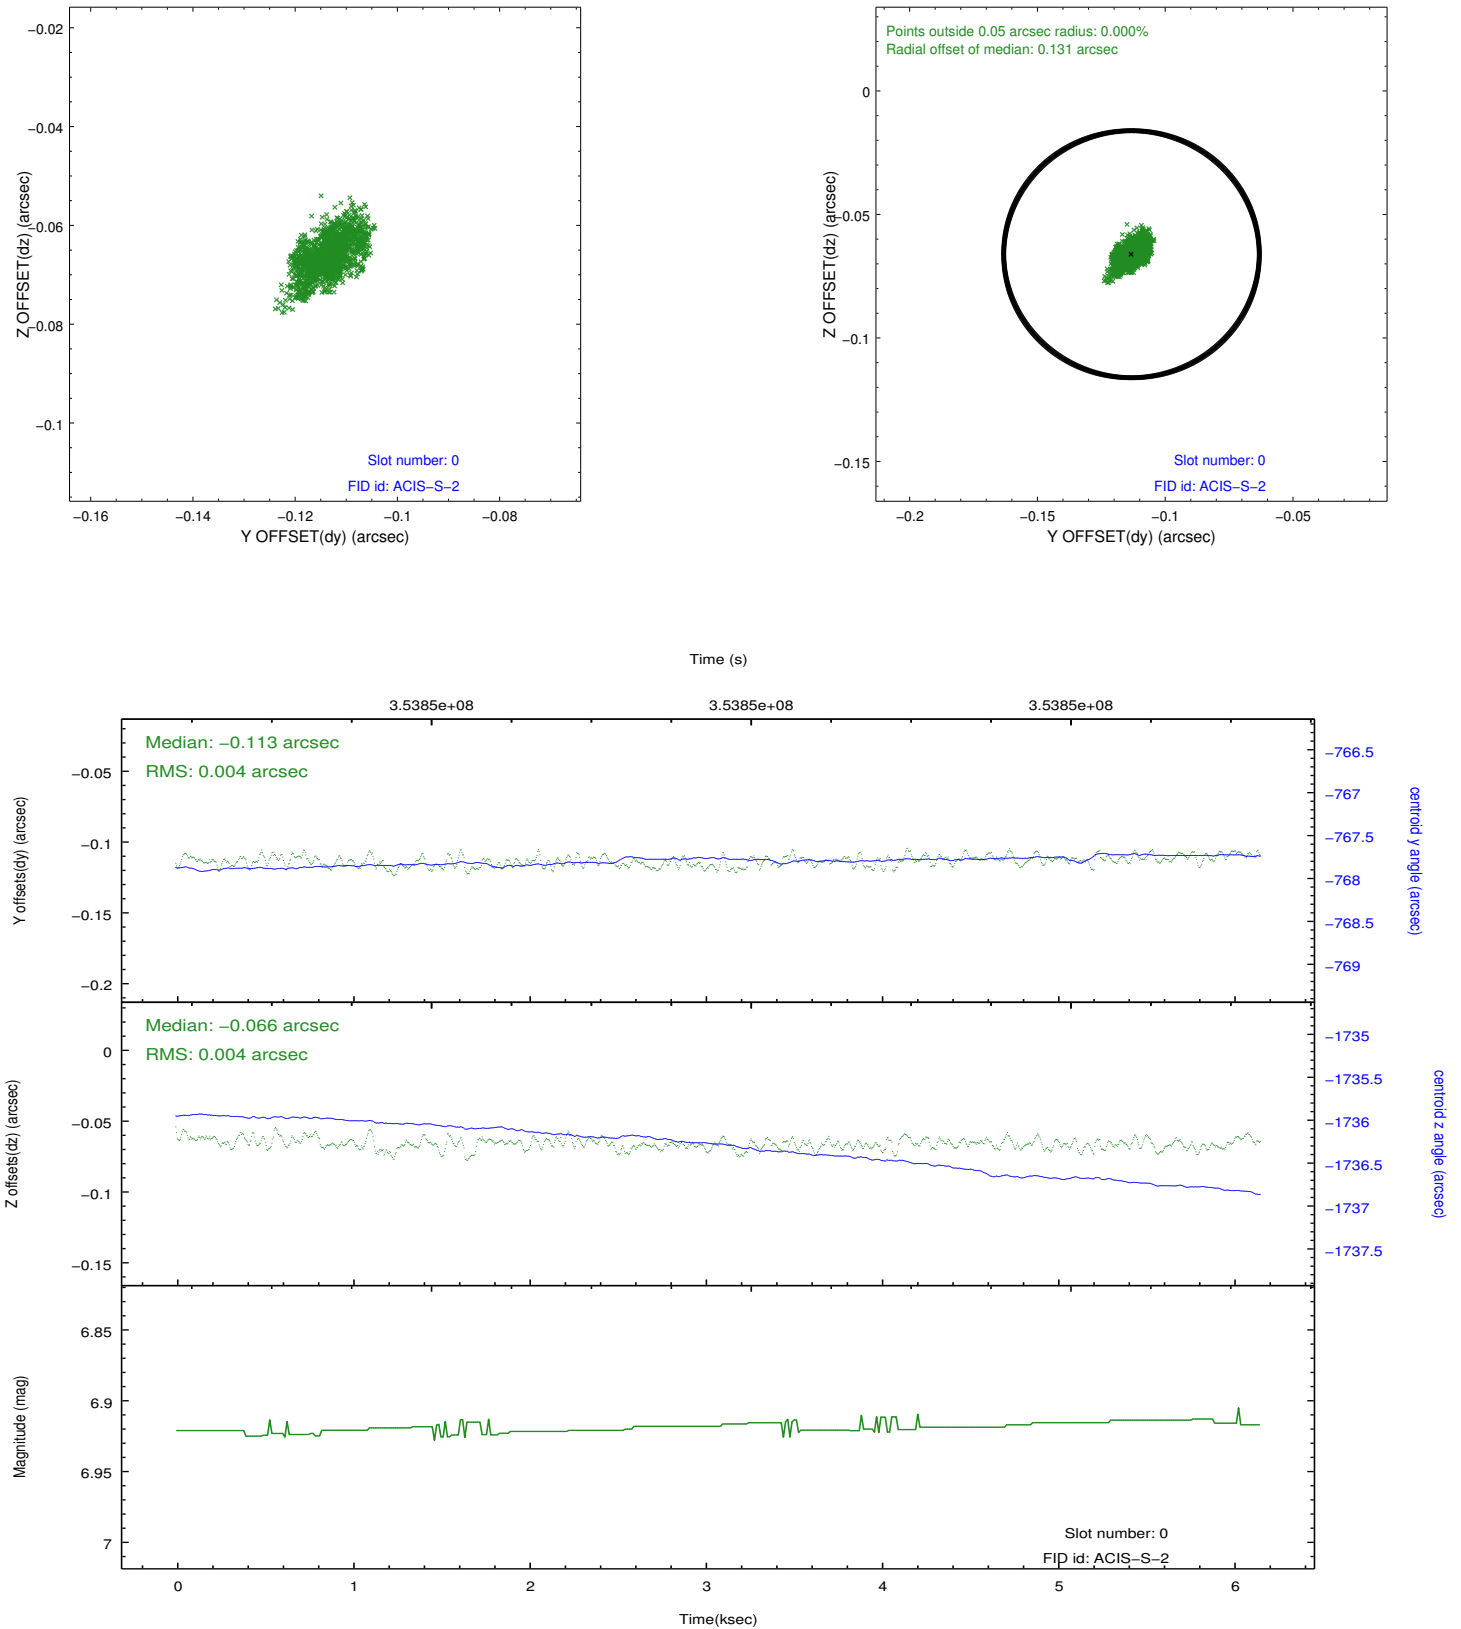 −0.02
−0.04
−0.06
−0.08
−0.1
Z OFFSET(dz) (arcsec)
Slot number: 0
FID id: ACIS−S−2
−0.16
−0.14
−0.12
−0.1
−0.08
Y OFFSET(dy) (arcsec)
Points outside 0.05 arcsec radius: 0.000%
Radial offset of median: 0.131 arcsec
0
−0.05
−0.1
−0.15
Z OFFSET(dz) (arcsec)
Slot number: 0
FID id: ACIS−S−2
−0.2
−0.15
−0.1
−0.05
Y OFFSET(dy) (arcsec)
Time (s)
3.5385e+08
3.5385e+08
3.5385e+08
Median: −0.113 arcsec
RMS: 0.004 arcsec
−0.05
−0.1
−0.15
−0.2
Y offsets(dy) (arcsec)
−766.5
−767
−767.5
−768
−768.5
−769
centroid y angle (arcsec)
Median: −0.066 arcsec
RMS: 0.004 arcsec
0
−0.05
−0.1
−0.15
Z offsets(dz) (arcsec)
−1735
−1735.5
−1736
−1736.5
−1737
−1737.5
centroid z angle (arcsec)
6.85
6.9
6.95
7
Magnitude (mag)
Slot number: 0
FID id: ACIS−S−2
0
1
2
3
4
5
6
Time(ksec)